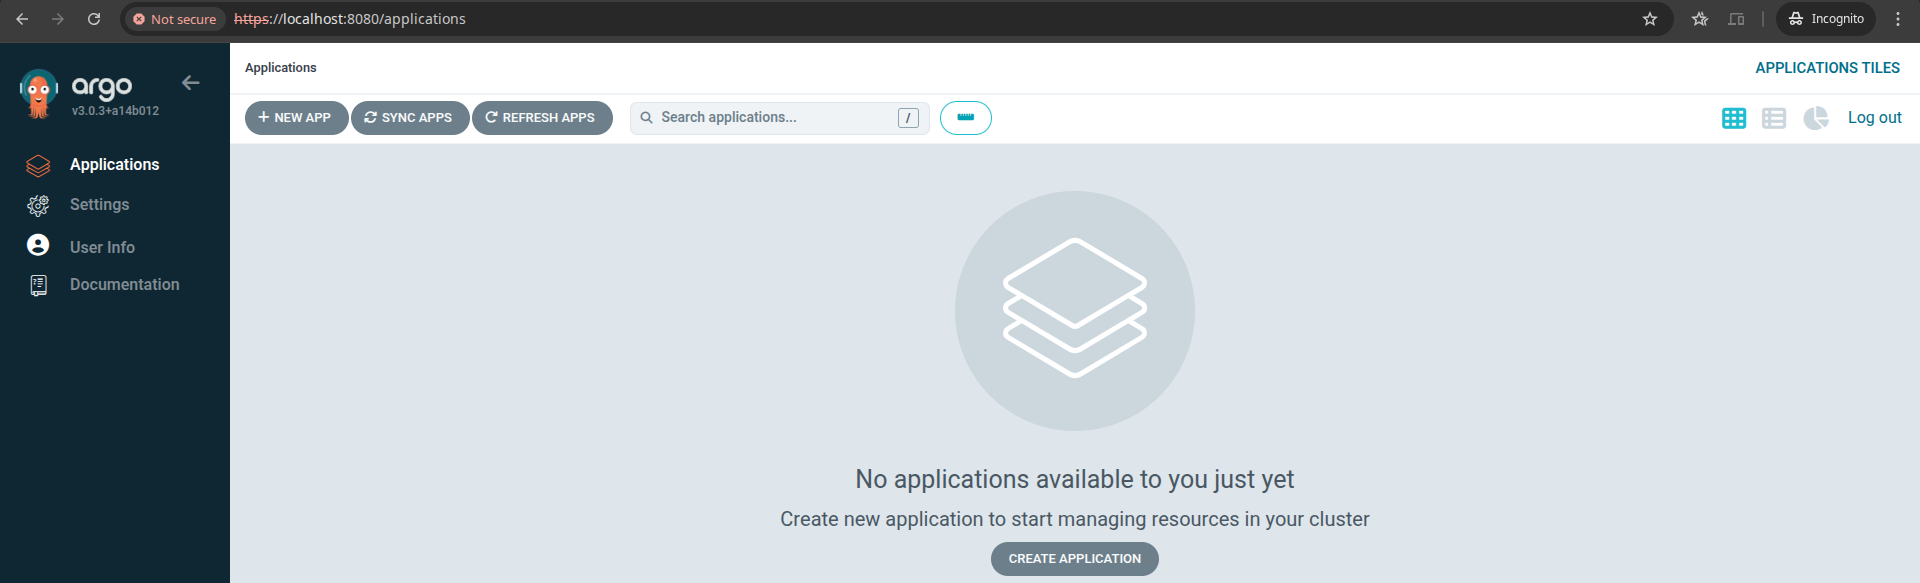 Not secure https://localhost:8080/applications Incognito
argo
v3.0.3+a14b012
Applications
Settings
User Info
Documentation
Applications
APPLICATIONS TILES
+ NEW APP SYNC APPS REFRESH APPS Search applications... / Log out
No applications available to you just yet
Create new application to start managing resources in your cluster
CREATE APPLICATION